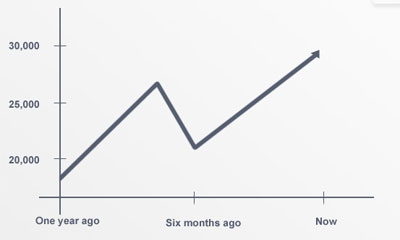 30,000
25,000
20,000
One year ago
Six months ago
Now